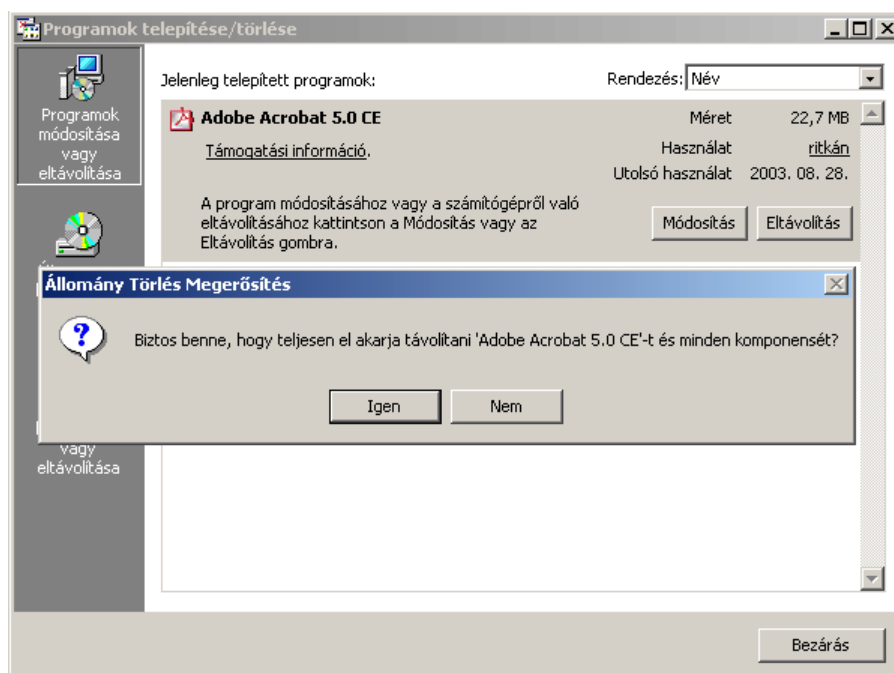 Programok telepítése/törlése
Programok
módosítása
vagy
eltávolítása
Jelenleg telepített programok:
Rendezés: Név
Adobe Acrobat 5.0 CE
Méret 22,7 MB
Támogatási információ.
Használat ritkán
Utolsó használat 2003. 08. 28.
A program módosításához vagy a számítógépről való
eltávolításához kattintson a Módosítás vagy az
Eltávolítás gombra.
Módosítás Eltávolítás
Állomány Törlés Megerősítés
Biztos benne, hogy teljesen el akarja távolítani 'Adobe Acrobat 5.0 CE'-t és minden komponensét?
Igen Nem
vagy
eltávolítása
Bezárás